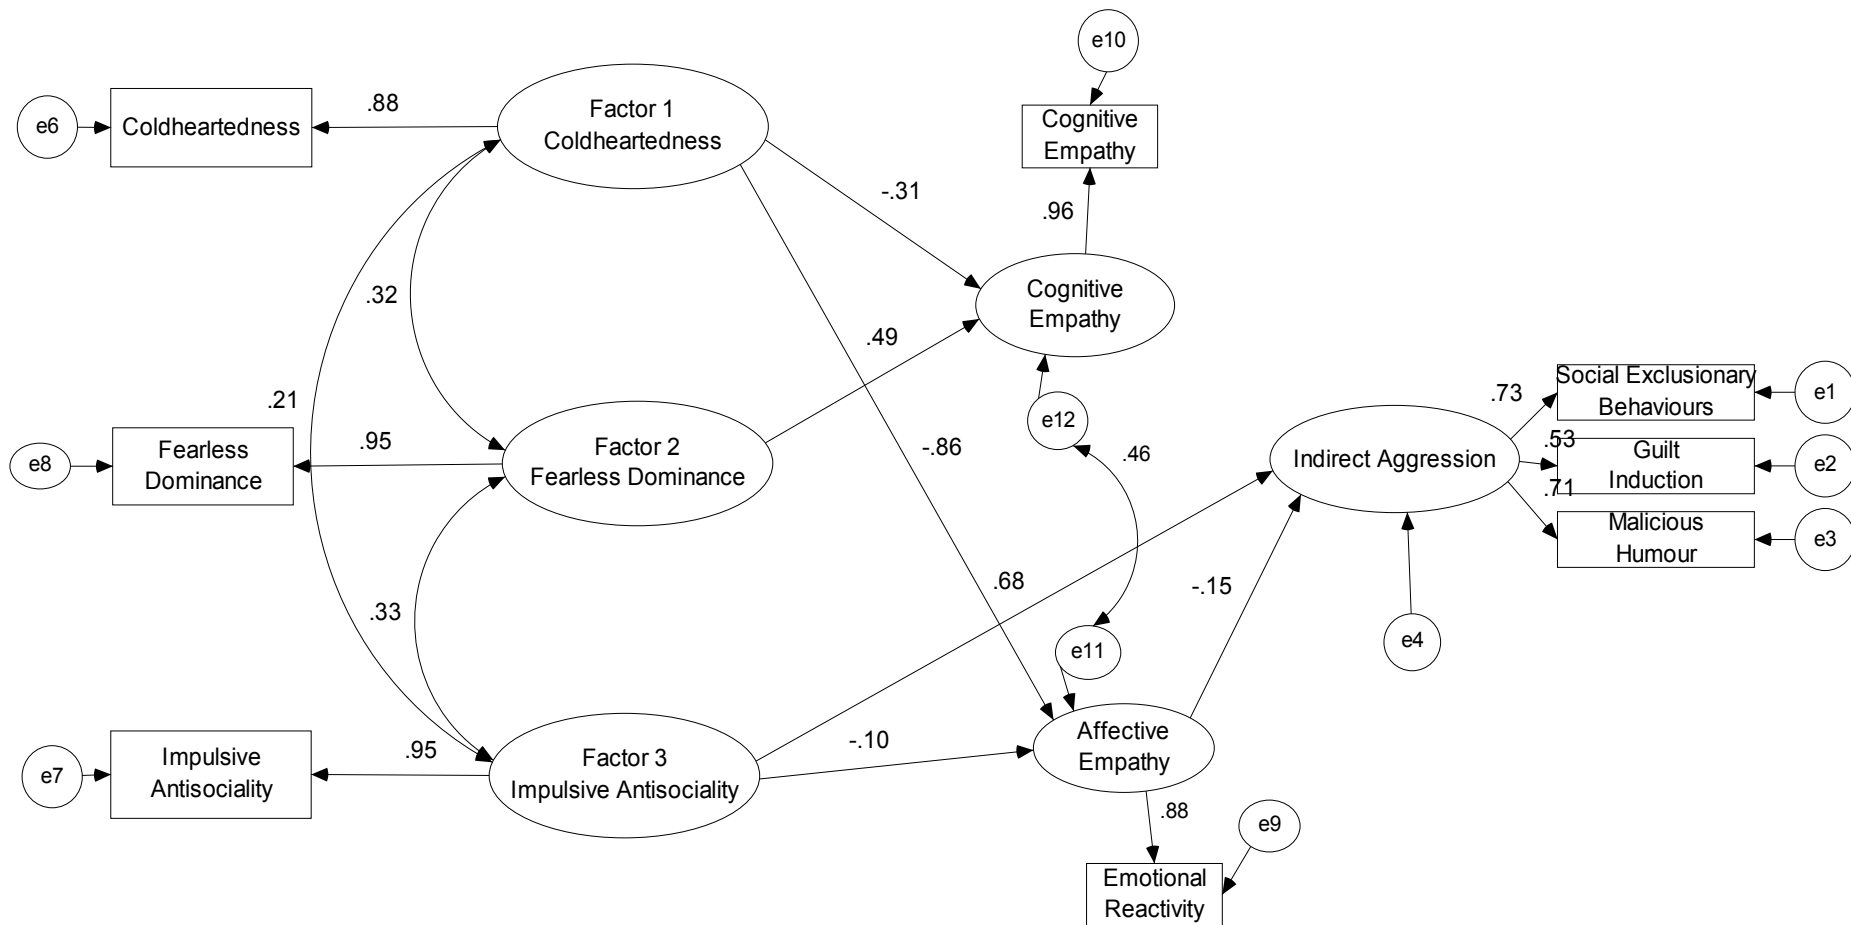 e10
.88
Factor 1
Coldheartedness
e6
Coldheartedness
Cognitive
Empathy
-.31
.96
.32
Cognitive
Empathy
.49
.21
e12
.73
Social Exclusionary
Behaviours
e1
.95
Factor 2
Fearless Dominance
-.86
.46
Indirect Aggression
.53
Guilt
Induction
e2
e8
Fearless
Dominance
.71
Malicious
Humour
e3
.33
.68
-.15
e11
e4
.95
Factor 3
Impulsive Antisociality
-.10
Affective
Empathy
e7
Impulsive
Antisociality
.88
e9
Emotional
Reactivity